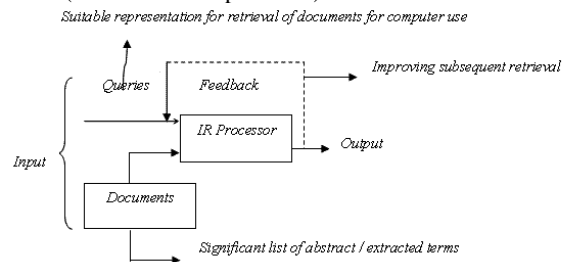 Suitable representation for retrieval of documents for computer use
Improving subsequent retrieval
Queries
Feedback
IR Processor
Output
Input
Documents
Significant list of abstract / extracted terms